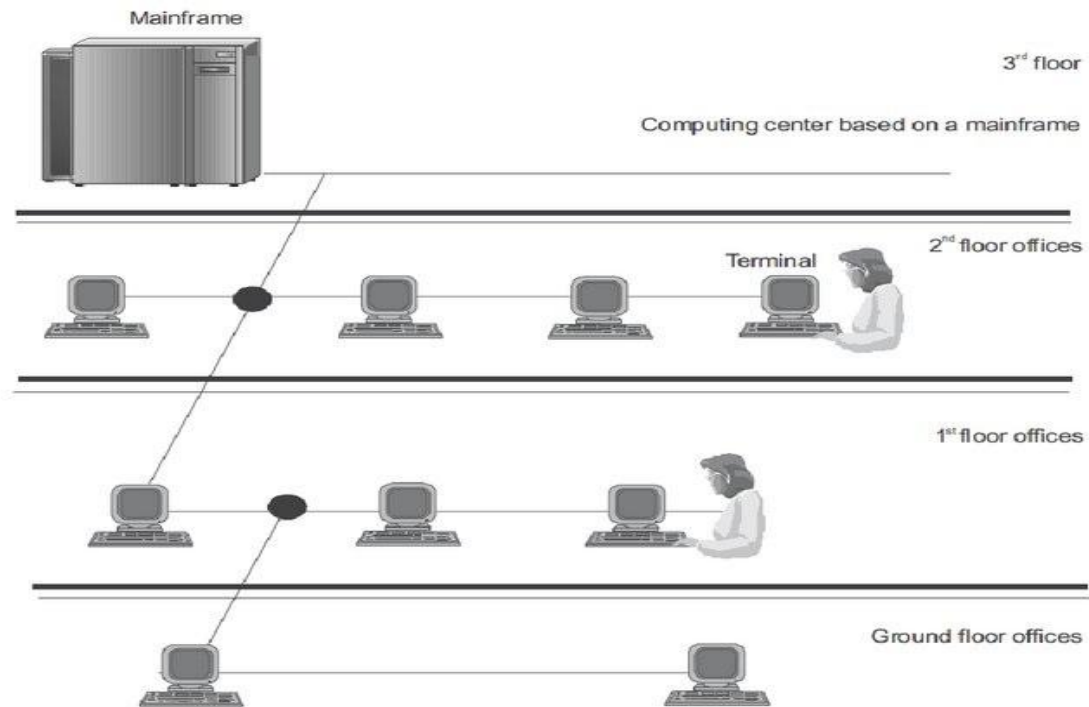 Mainframe
3rd floor
Computing center based on a mainframe
2nd floor offices
Terminal
1st floor offices
Ground floor offices